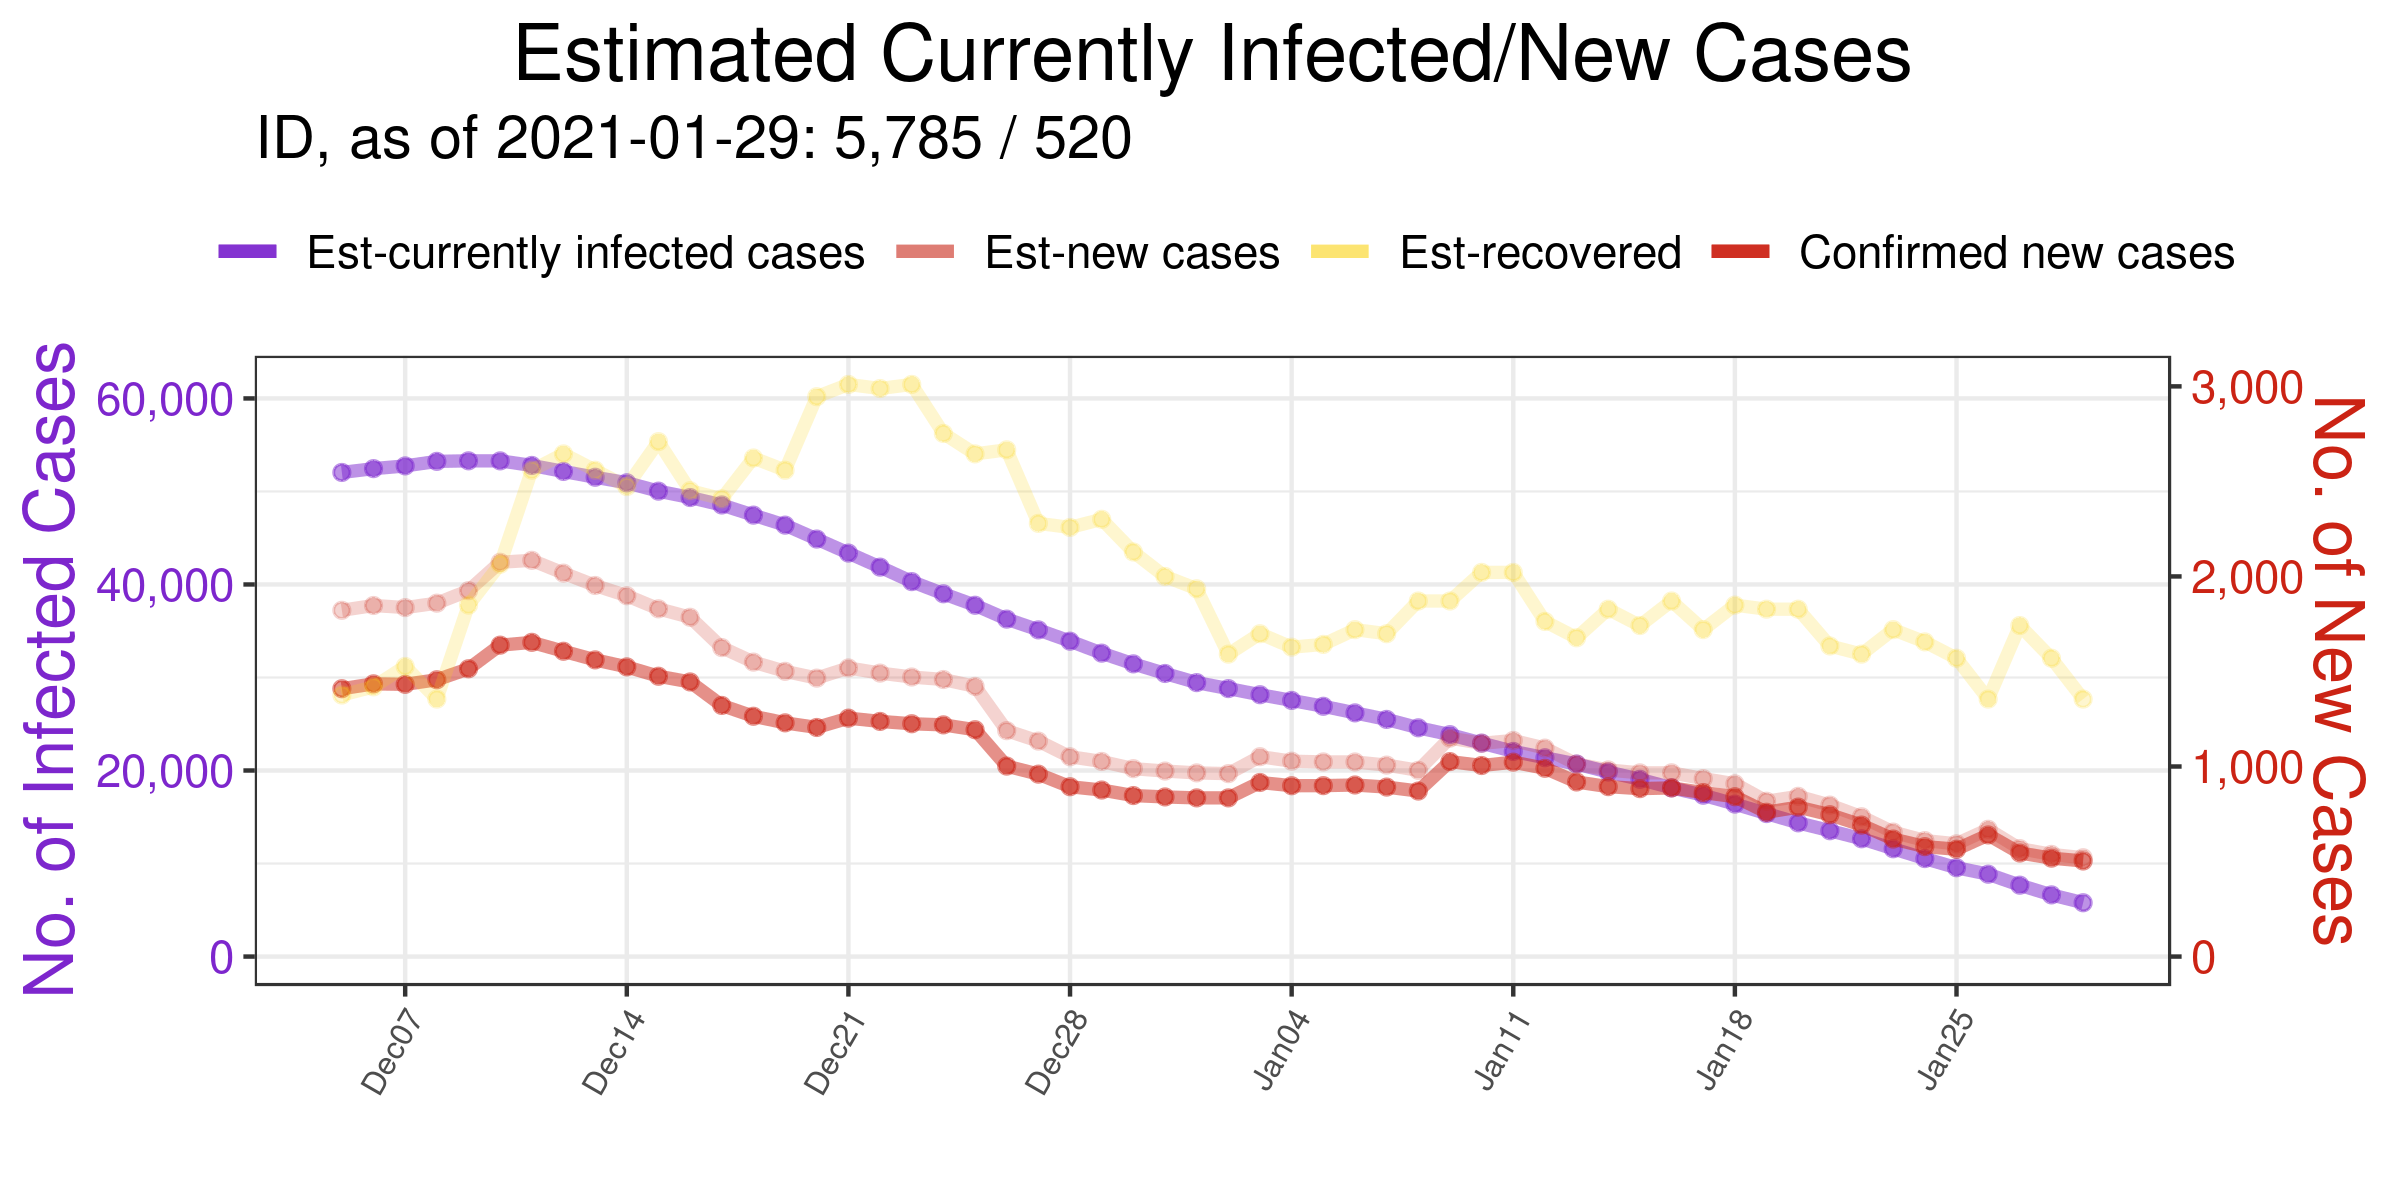 Estimated Currently Infected/New Cases
ID, as of 2021-01-29: 5,785 / 520
Est-currently infected cases Est-new cases Est-recovered Confirmed new cases
No. of Infected Cases
60,000
40,000
20,000
0
3,000
2,000
1,000
0
No. of New Cases
Dec07 Dec14 Dec21 Dec28 Jan04 Jan11 Jan18 Jan25